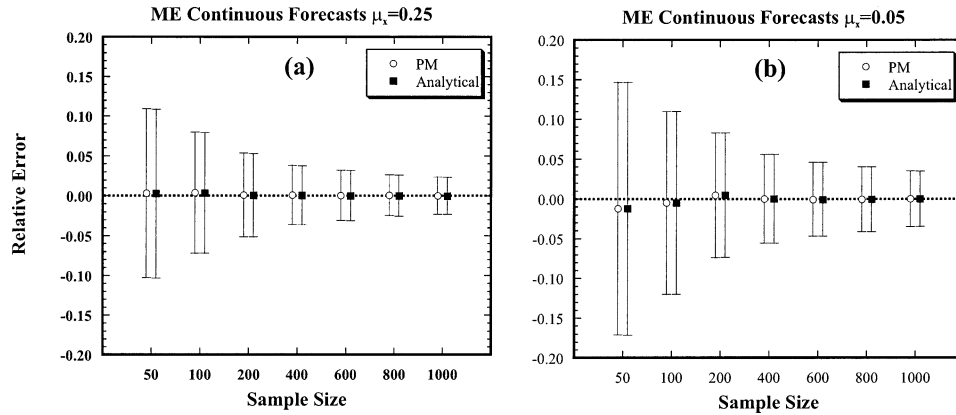 ME Continuous Forecasts μx=0.25
(a)
PM
Analytical
Relative Error
0.20
0.15
0.10
0.05
0.00
-0.05
-0.10
-0.15
-0.20
50 100 200 400 600 800 1000
Sample Size
ME Continuous Forecasts μx=0.05
(b)
PM
Analytical
0.20
0.15
0.10
0.05
0.00
-0.05
-0.10
-0.15
-0.20
50 100 200 400 600 800 1000
Sample Size